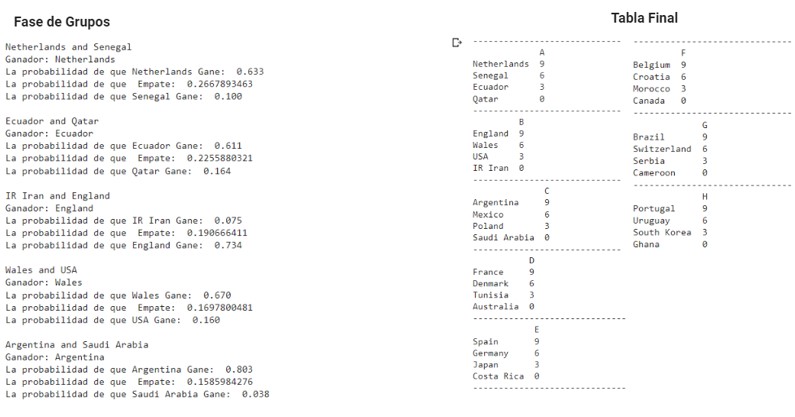 Fase de Grupos
Netherlands and Senegal
Ganador: Netherlands
La probabilidad de que Netherlands Gane: 0.633
La probabilidad de que Empate: 0.2667893463
La probabilidad de que Senegal Gane: 0.100
Ecuador and Qatar
Ganador: Ecuador
La probabilidad de que Ecuador Gane: 0.611
La probabilidad de que Empate: 0.2255880321
La probabilidad de que Qatar Gane: 0.164
IR Iran and England
Ganador: England
La probabilidad de que IR Iran Gane: 0.075
La probabilidad de que Empate: 0.190666411
La probabilidad de que England Gane: 0.734
Wales and USA
Ganador: Wales
La probabilidad de que Wales Gane: 0.670
La probabilidad de que Empate: 0.1697800481
La probabilidad de que USA Gane: 0.160
Argentina and Saudi Arabia
Ganador: Argentina
La probabilidad de que Argentina Gane: 0.803
La probabilidad de que Empate: 0.1585984276
La probabilidad de que Saudi Arabia Gane: 0.038
Tabla Final
A
Netherlands 9
Senegal 6
Ecuador 3
Qatar 0
B
England 9
Wales 6
USA 3
IR Iran 0
C
Argentina 9
Mexico 6
Poland 3
Saudi Arabia 0
D
France 9
Denmark 6
Tunisia 3
Australia 0
E
Spain 9
Germany 6
Japan 3
Costa Rica 0
F
Belgium 9
Croatia 6
Morocco 3
Canada 0
G
Brazil 9
Switzerland 6
Serbia 3
Cameroon 0
H
Portugal 9
Uruguay 6
South Korea 3
Ghana 0